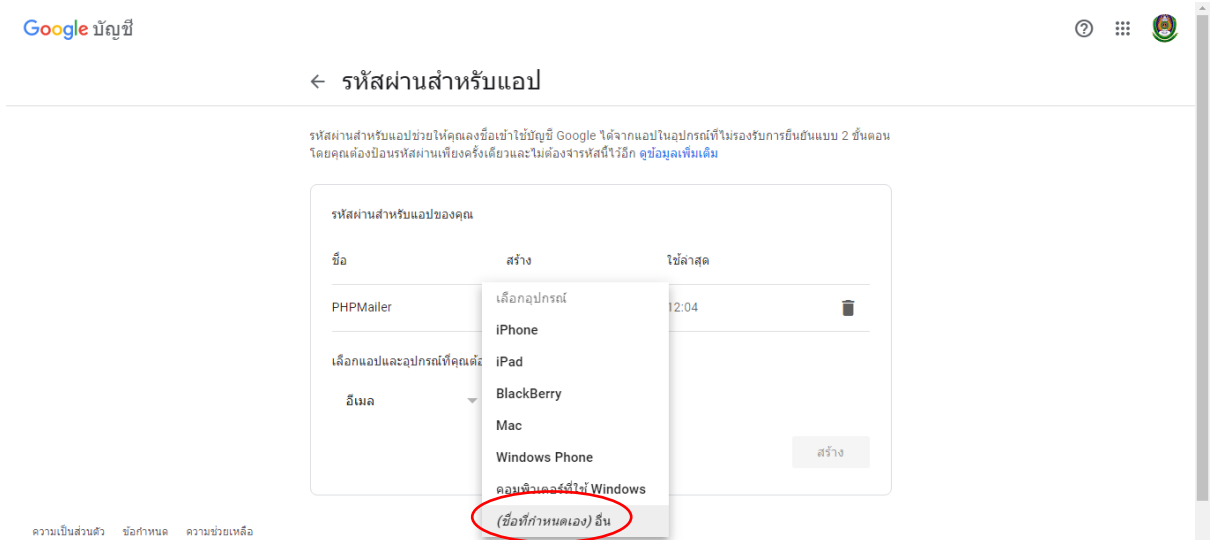 Google บัญชี
รหัสผ่านสำหรับแอป
รหัสผ่านสำหรับแอปช่วยให้คุณลงชื่อเข้าใช้บัญชี Google ได้จากแอปในอุปกรณ์ที่ไม่รองรับการยืนยันแบบ 2 ขั้นตอน
โดยคุณต้องป้อนรหัสผ่านเพียงครั้งเดียวและไม่ต้องจำรหัสนี้ไว้อีก ดูข้อมูลเพิ่มเติม
รหัสผ่านสำหรับแอปของคุณ
ชื่อ สร้าง ใช้ล่าสุด
เลือกอุปกรณ์
PHPMailer 12:04
iPhone
เลือกแอปและอุปกรณ์ที่คุณต้อ iPad
BlackBerry
อีเมล
Mac
Windows Phone สร้าง
คอมพิวเตอร์ที่ใช้ Windows
(ชื่อที่กำหนดเอง) อื่น
ความเป็นส่วนตัว ข้อกำหนด ความช่วยเหลือ